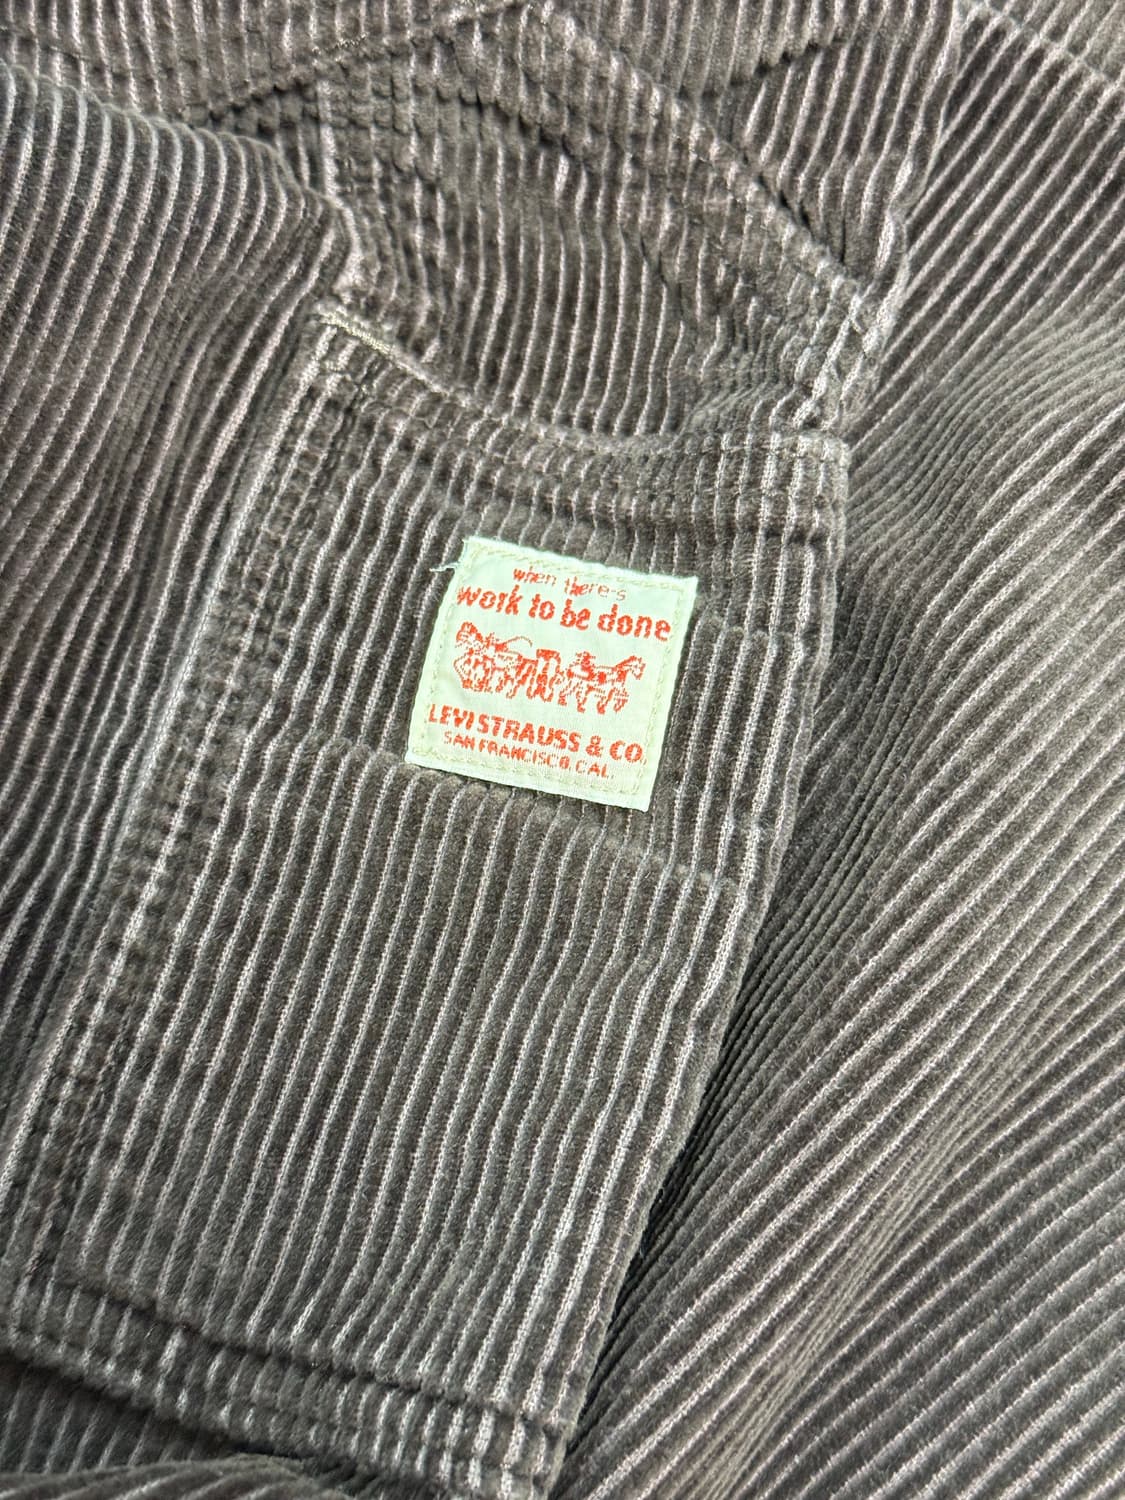 when there-s
work to be done
LEVI STRAUSS & CO
SAN FRANCISCO, CAL.